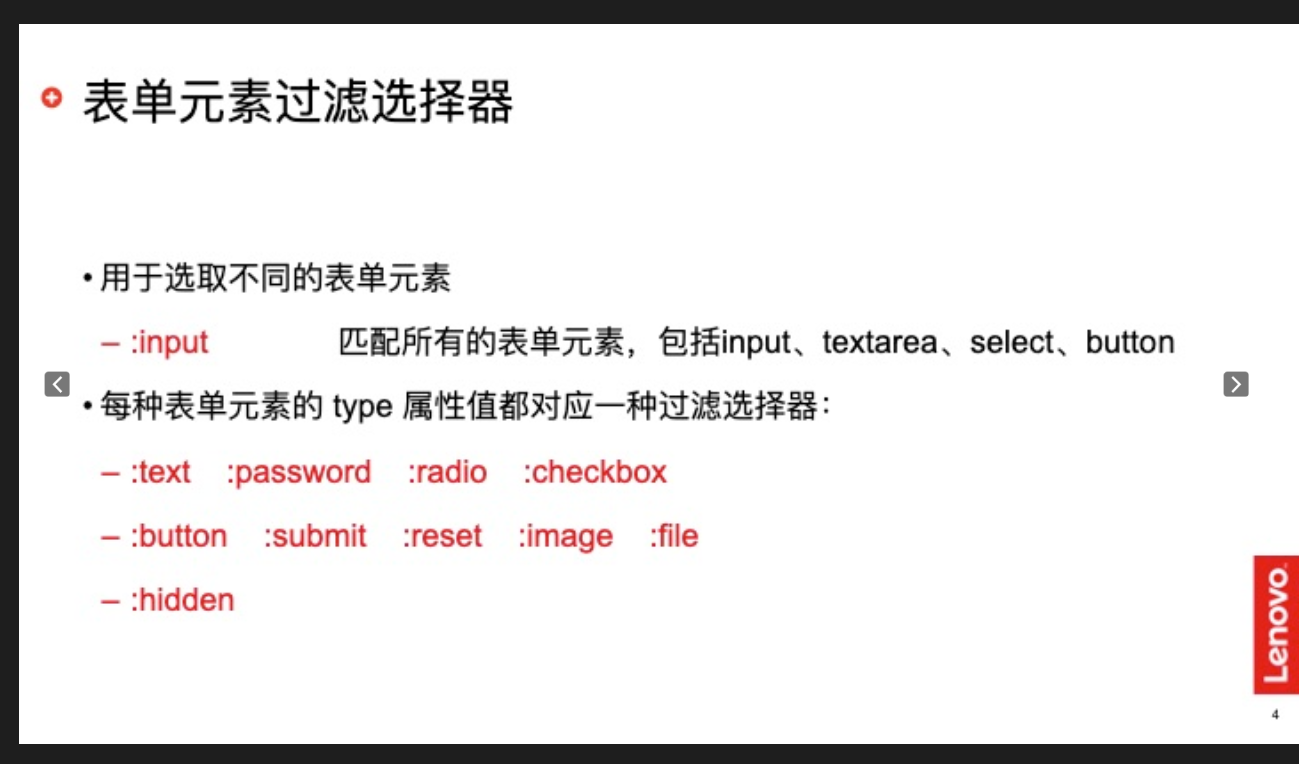 表单元素过滤选择器
• 用于选取不同的表单元素
– :input 匹配所有的表单元素，包括input、textarea、select、button
• 每种表单元素的 type 属性值都对应一种过滤选择器：
– :text :password :radio :checkbox
– :button :submit :reset :image :file
– :hidden
Lenovo
4